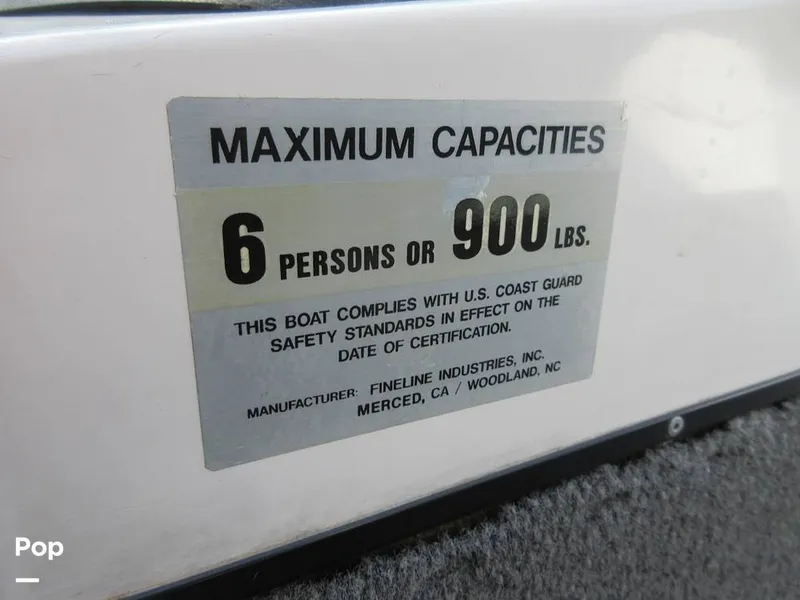 MAXIMUM CAPACITIES
6 PERSONS OR 900 LBS.
THIS BOAT COMPLIES WITH U.S. COAST GUARD
SAFETY STANDARDS IN EFFECT ON THE
DATE OF CERTIFICATION.
MANUFACTURER: FINELINE INDUSTRIES, INC.
MERCED, CA / WOODLAND, NC
Pop